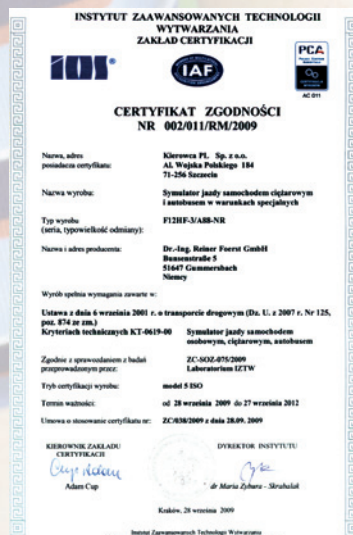 INSTYTUT ZAAWANSOWANYCH TECHNOLOGII
WYTWARZANIA
ZAKŁAD CERTYFIKACJI
IOS
IAF
PCA
AC 011
CERTYFIKAT ZGODNOŚCI
NR 002/011/RM/2009
Nazwa, adres
posiadacza certyfikatu:
Kierowca PL Sp. z o.o.
Al. Wojska Polskiego 184
71-256 Szczecin
Nazwa wyrobu:
Symulator jazdy samochodem ciężarowym
i autobusem w warunkach specjalnych
Typ wyrobu
(seria, typowielkość odmiany):
F12HF-3/A88-NR
Nazwa i adres producenta:
Dr.-Ing. Reiner Foerst GmbH
Bunsenstraße 5
51647 Gummersbach
Niemcy
Wyrób spełnia wymagania zawarte w:
Ustawa z dnia 6 września 2001 r. o transporcie drogowym (Dz. U. z 2007 r. Nr 125,
poz. 874 ze zm.)
Kryteriach technicznych KT-0619-00 Symulator jazdy samochodem
osobowym, ciężarowym, autobusem
Zgodnie z sprawozdaniem z badań
przeprowadzonym przez:
ZC-SOZ-075/2009
Laboratorium IZTW
Tryb certyfikacji wyrobu:
model 5 ISO
Termin ważności:
od 28 września 2009 do 27 września 2012
Umowa o stosowanie certyfikatu nr:
ZC/038/2009 z dnia 28.09. 2009
KIEROWNIK ZAKŁADU
CERTYFIKACJI
Adam Cup
DYREKTOR INSTYTUTU
dr Maria Zybura - Skrabalak
Kraków, 28 września 2009
Instytut Zaawansowanych Technologii Wytwarzania